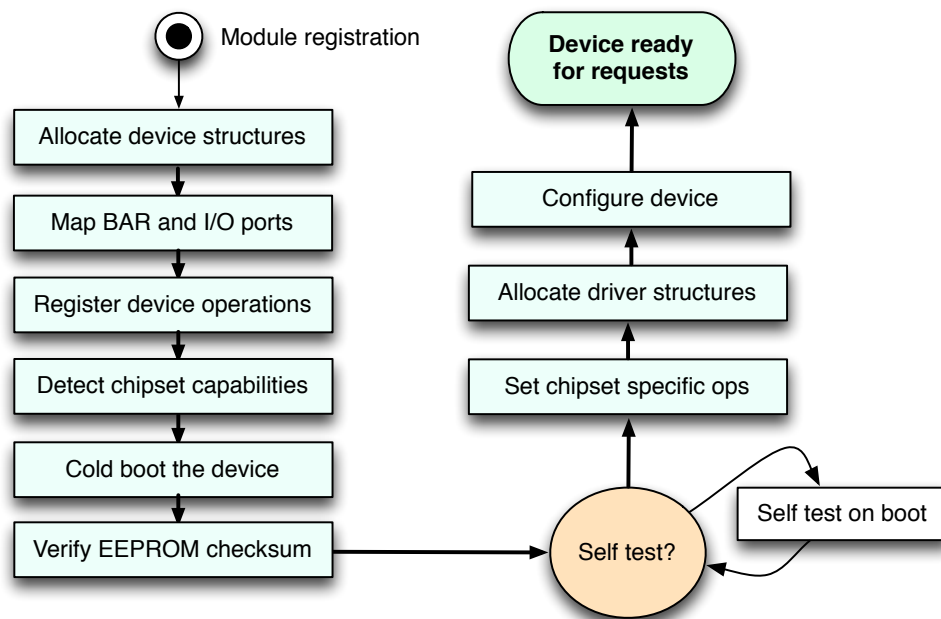 Module registration
Allocate device structures
Map BAR and I/O ports
Register device operations
Detect chipset capabilities
Cold boot the device
Verify EEPROM checksum
Self test?
Self test on boot
Set chipset specific ops
Allocate driver structures
Configure device
Device ready
for requests